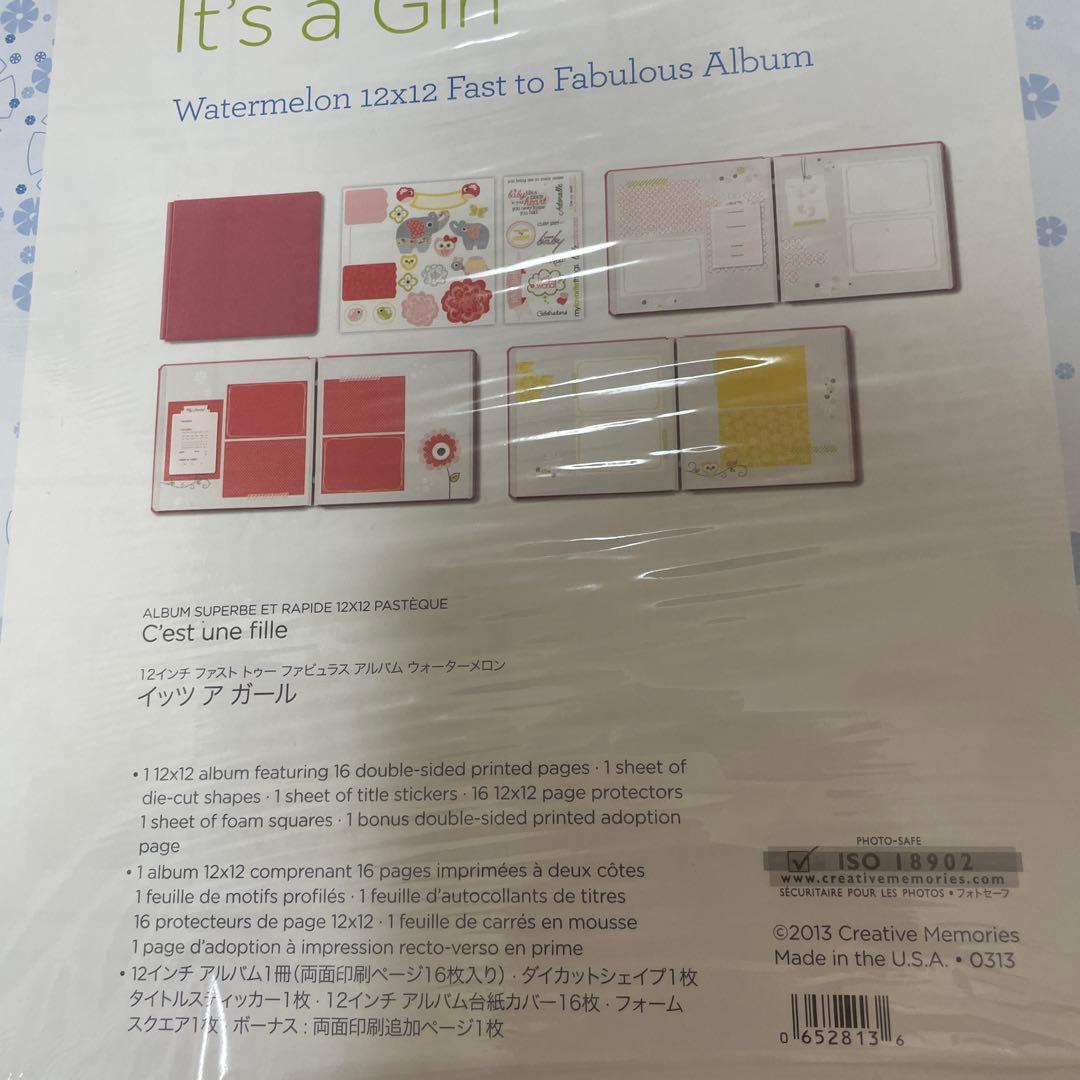 It's a Girl
Watermelon 12x12 Fast to Fabulous Album
ALBUM SUPERBE ET RAPIDE 12X12 PASTÈQUE
C'est une fille
12インチ ファスト トゥー ファビュラス アルバム ウォーターメロン
イッツ ア ガール
• 1 12x12 album featuring 16 double-sided printed pages · 1 sheet of
die-cut shapes · 1 sheet of title stickers · 16 12x12 page protectors
1 sheet of foam squares · 1 bonus double-sided printed adoption
page
• 1 album 12x12 comprenant 16 pages imprimées à deux côtes
1 feuille de motifs profilés · 1 feuille d'autocollants de titres
16 protecteurs de page 12x12 · 1 feuille de carrés en mousse
1 page d'adoption à impression recto-verso en prime
• 12インチ アルバム1冊(両面印刷ページ16枚入り) · ダイカットシェイプ1枚
タイトルスティッカー1枚 · 12インチ アルバム台紙カバー16枚 · フォーム
スクエア1枚 · ボーナス : 両面印刷追加ページ1枚
PHOTO-SAFE
ISO 18902
www.creativememories.com
SÉCURITAIRE POUR LES PHOTOS • フォトセーフ
©2013 Creative Memories
Made in the U.S.A. • 0313
0 652813 6